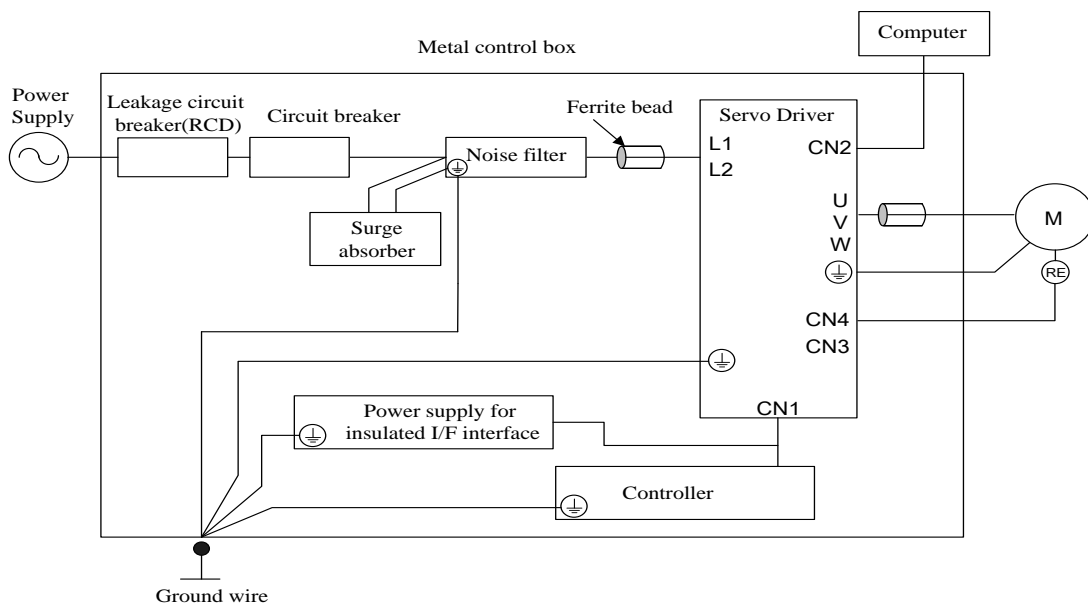 Computer
Metal control box
Power
Supply
Leakage circuit
breaker(RCD)
Circuit breaker
Ferrite bead
Noise filter
Surge
absorber
Servo Driver
L1
L2
CN2
U
V
W
CN4
CN3
CN1
M
RE
Power supply for
insulated I/F interface
Controller
Ground wire